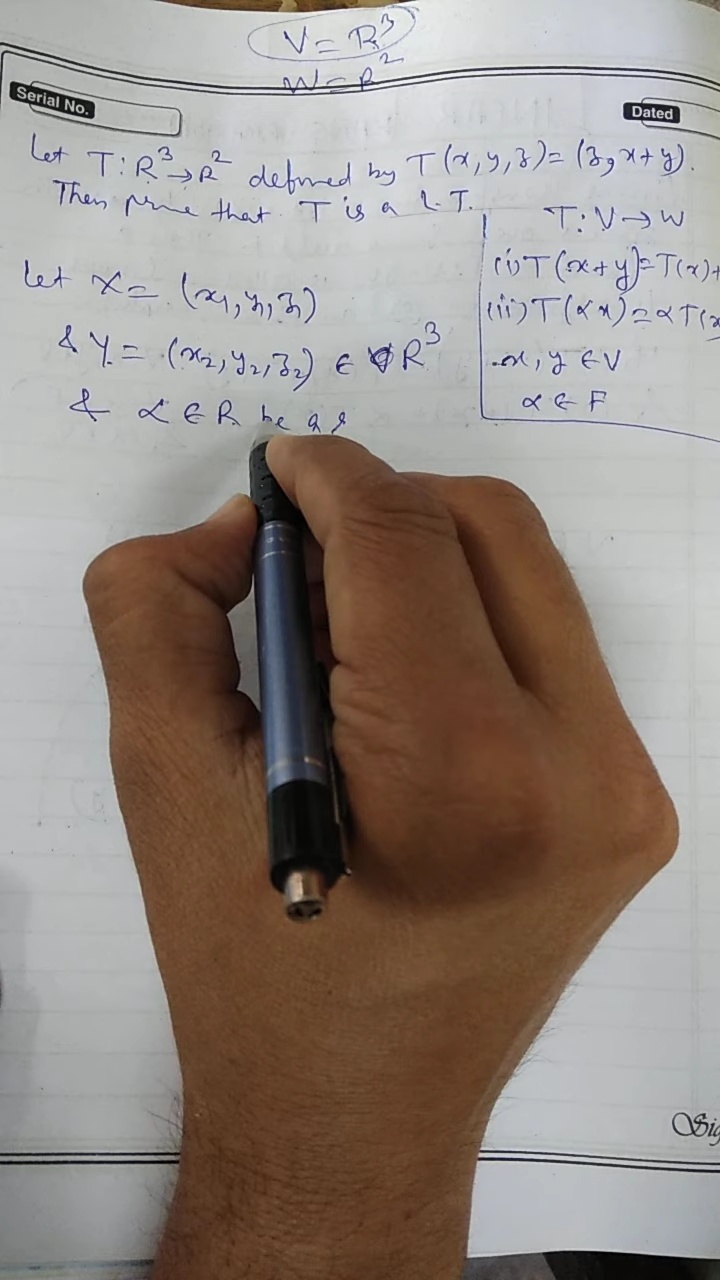 V = R³
W = R²
Serial No.
Dated
Let T: R³→R² defined by T(x, y, z) = (z, x + y).
Then prove that T is a L.T.
T: V → W
(i) T(x + y) = T(x) +
(ii) T(αx) = αT(x
x, y ∈ V
α ∈ F
Let X = (x₁, y₁, z₁)
& Y = (x₂, y₂, z₂) ∈ R³
& α ∈ R be a s
Sig